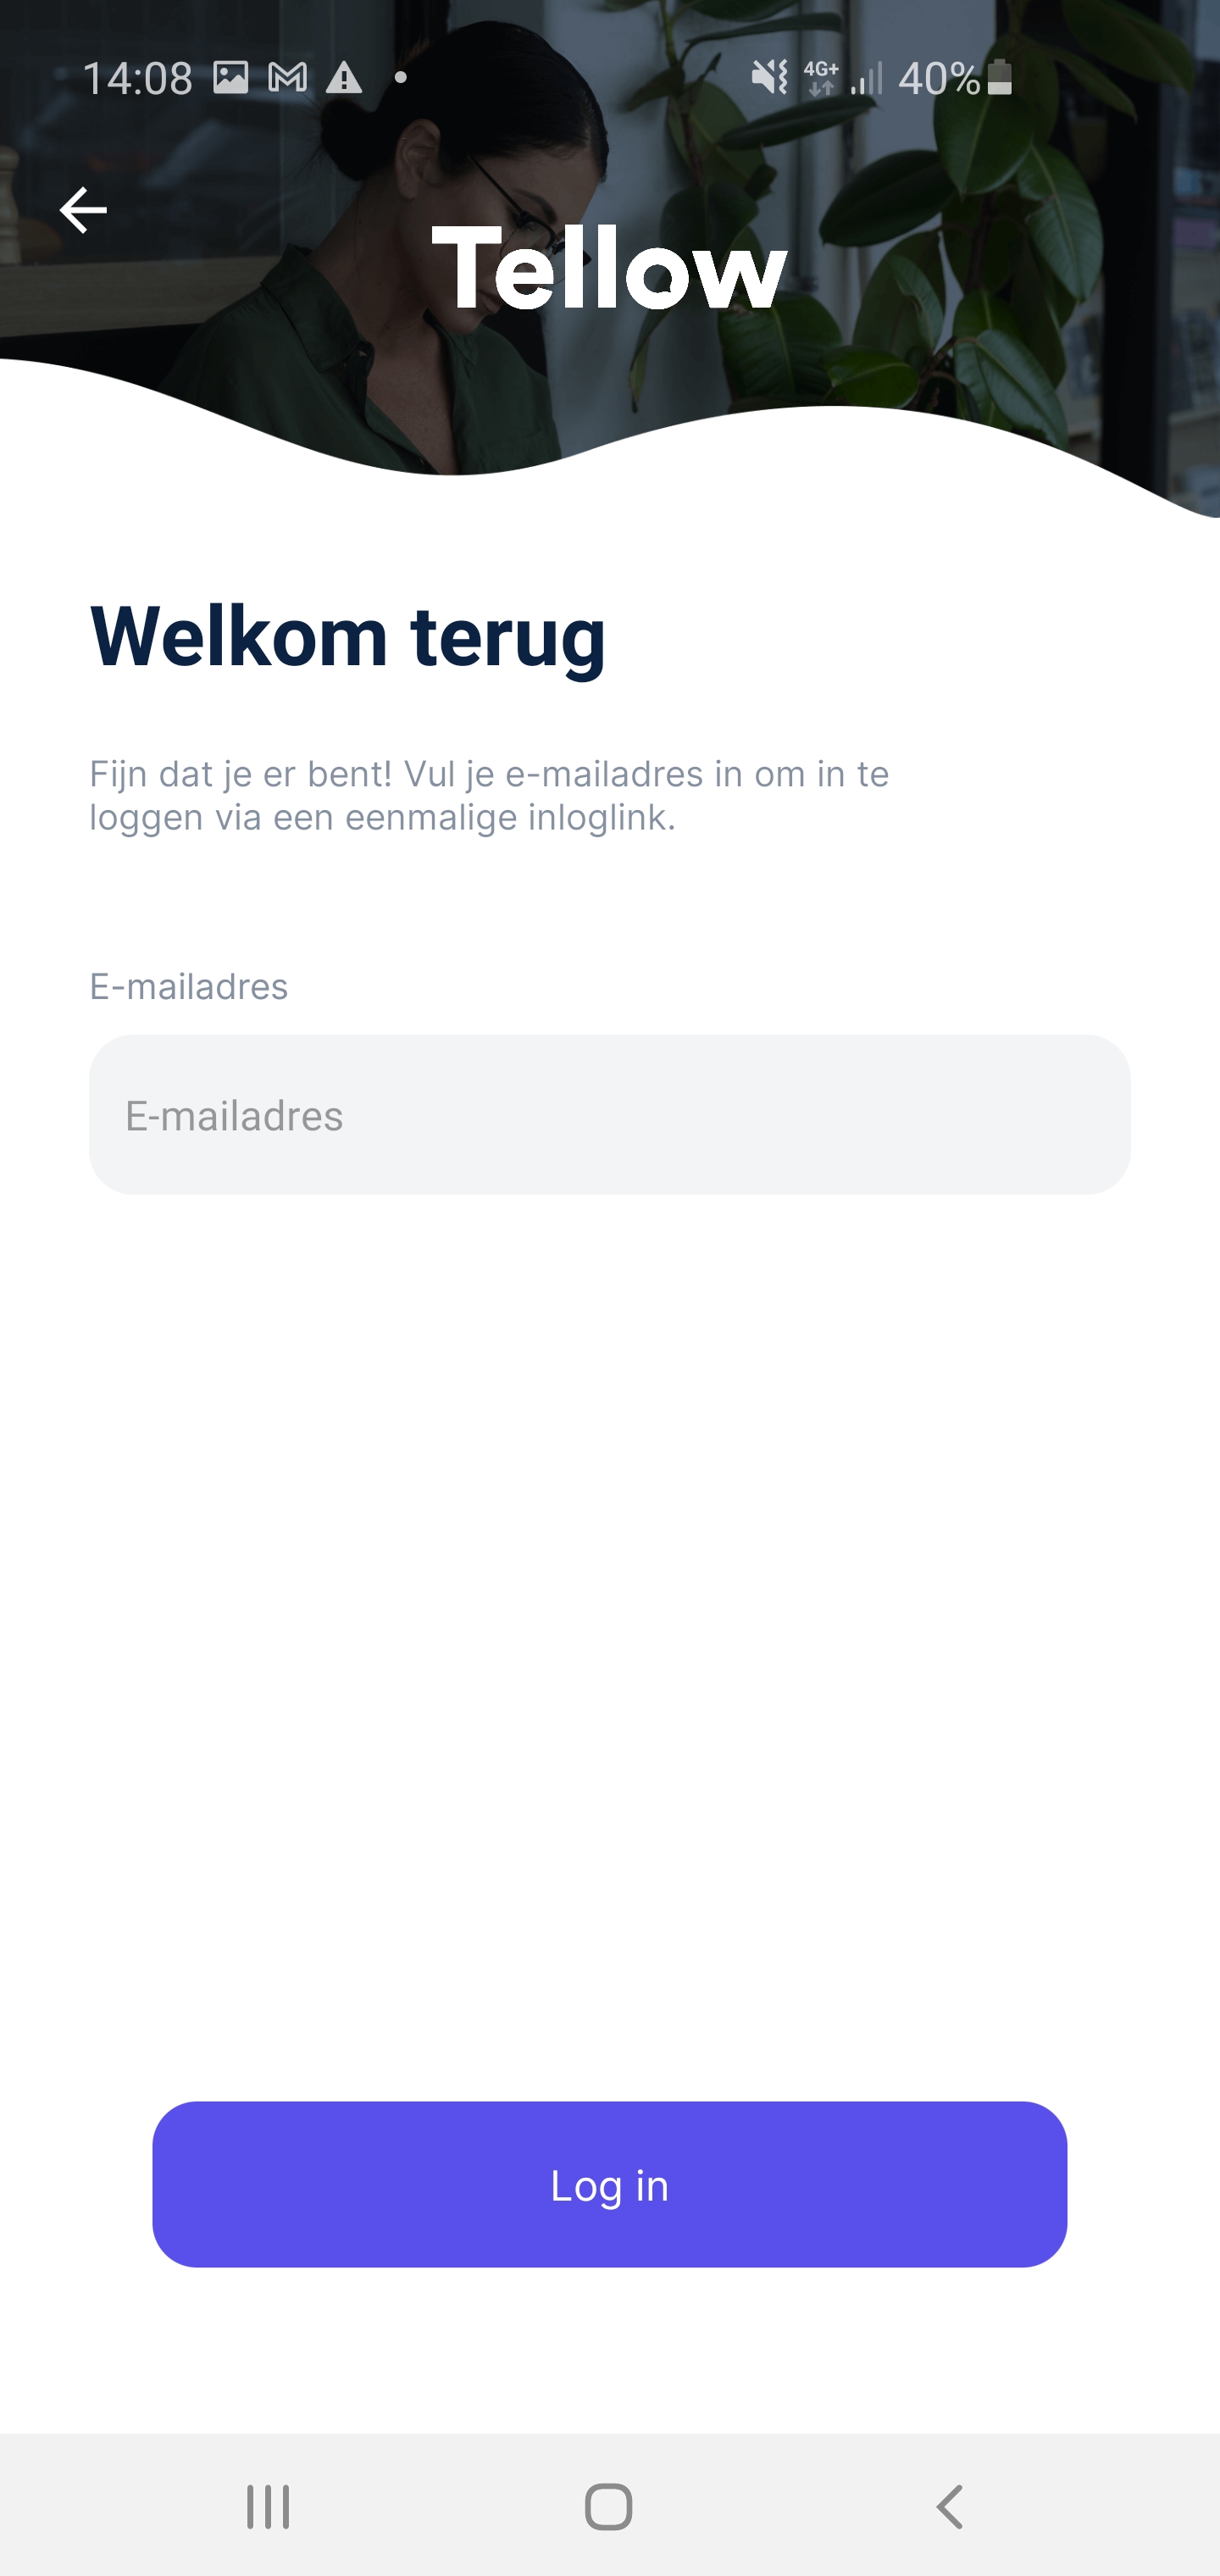 14:08
4G+
40%
Tellow
Welkom terug
Fijn dat je er bent! Vul je e-mailadres in om in te
loggen via een eenmalige inloglink.
E-mailadres
E-mailadres
Log in